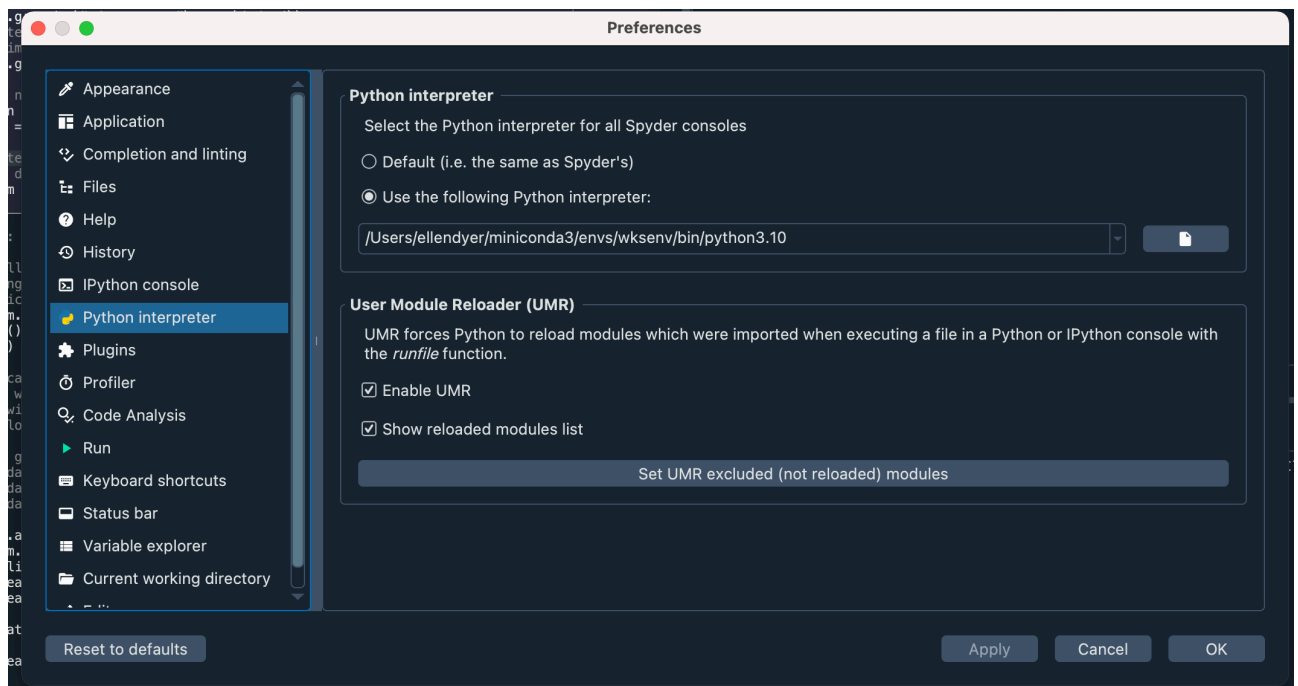 Preferences
Appearance
Application
Completion and linting
Files
Help
History
IPython console
Python interpreter
Plugins
Profiler
Code Analysis
Run
Keyboard shortcuts
Status bar
Variable explorer
Current working directory
Python interpreter
Select the Python interpreter for all Spyder consoles
Default (i.e. the same as Spyder's)
Use the following Python interpreter:
/Users/ellendyer/miniconda3/envs/wksenv/bin/python3.10
User Module Reloader (UMR)
UMR forces Python to reload modules which were imported when executing a file in a Python or IPython console with
the runfile function.
Enable UMR
Show reloaded modules list
Set UMR excluded (not reloaded) modules
Reset to defaults
Apply
Cancel
OK